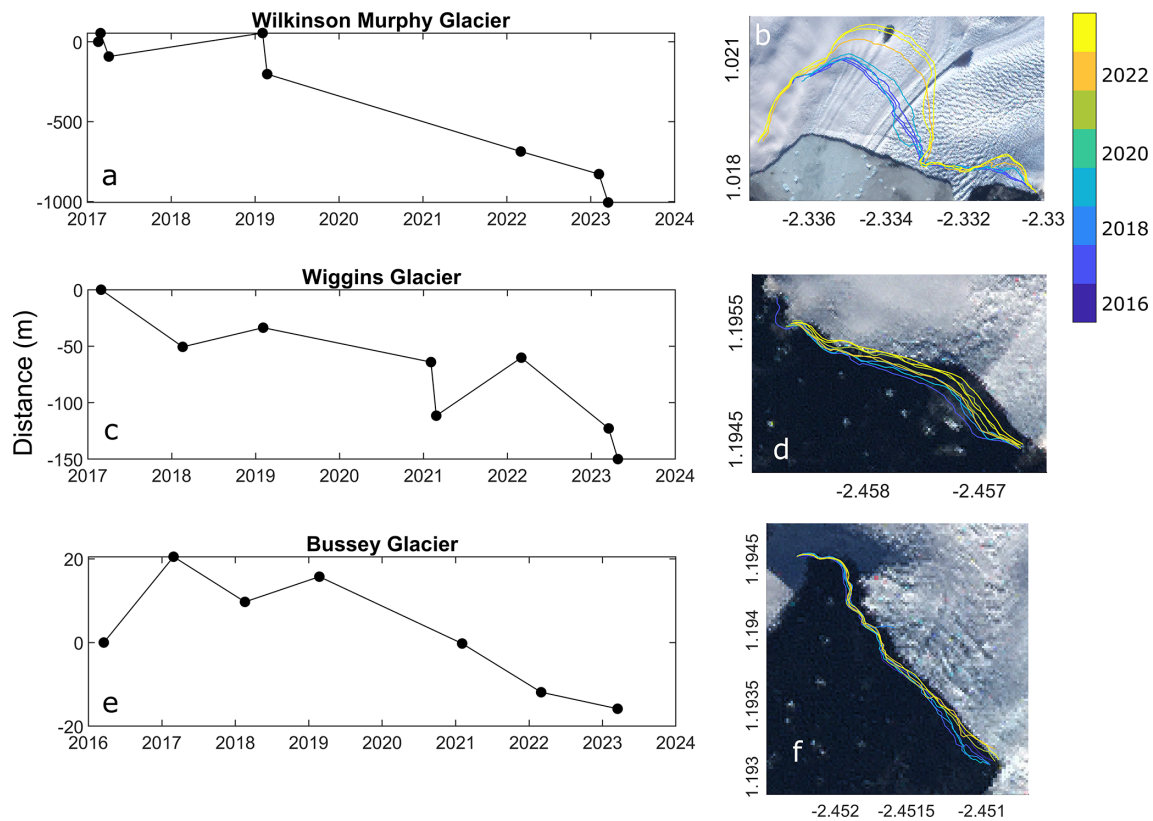 Wilkinson Murphy Glacier
0
-500
-1000
a
2017 2018 2019 2020 2021 2022 2023 2024
b
1.021
1.018
-2.336 -2.334 -2.332 -2.33
2022
2020
2018
2016
Distance (m)
Wiggins Glacier
0
-50
-100
-150
c
2017 2018 2019 2020 2021 2022 2023 2024
1.1955
1.1945
d
-2.458 -2.457
Bussey Glacier
20
0
-20
e
2016 2017 2018 2019 2020 2021 2022 2023 2024
1.1945
1.194
1.1935
1.193
f
-2.452 -2.4515 -2.451